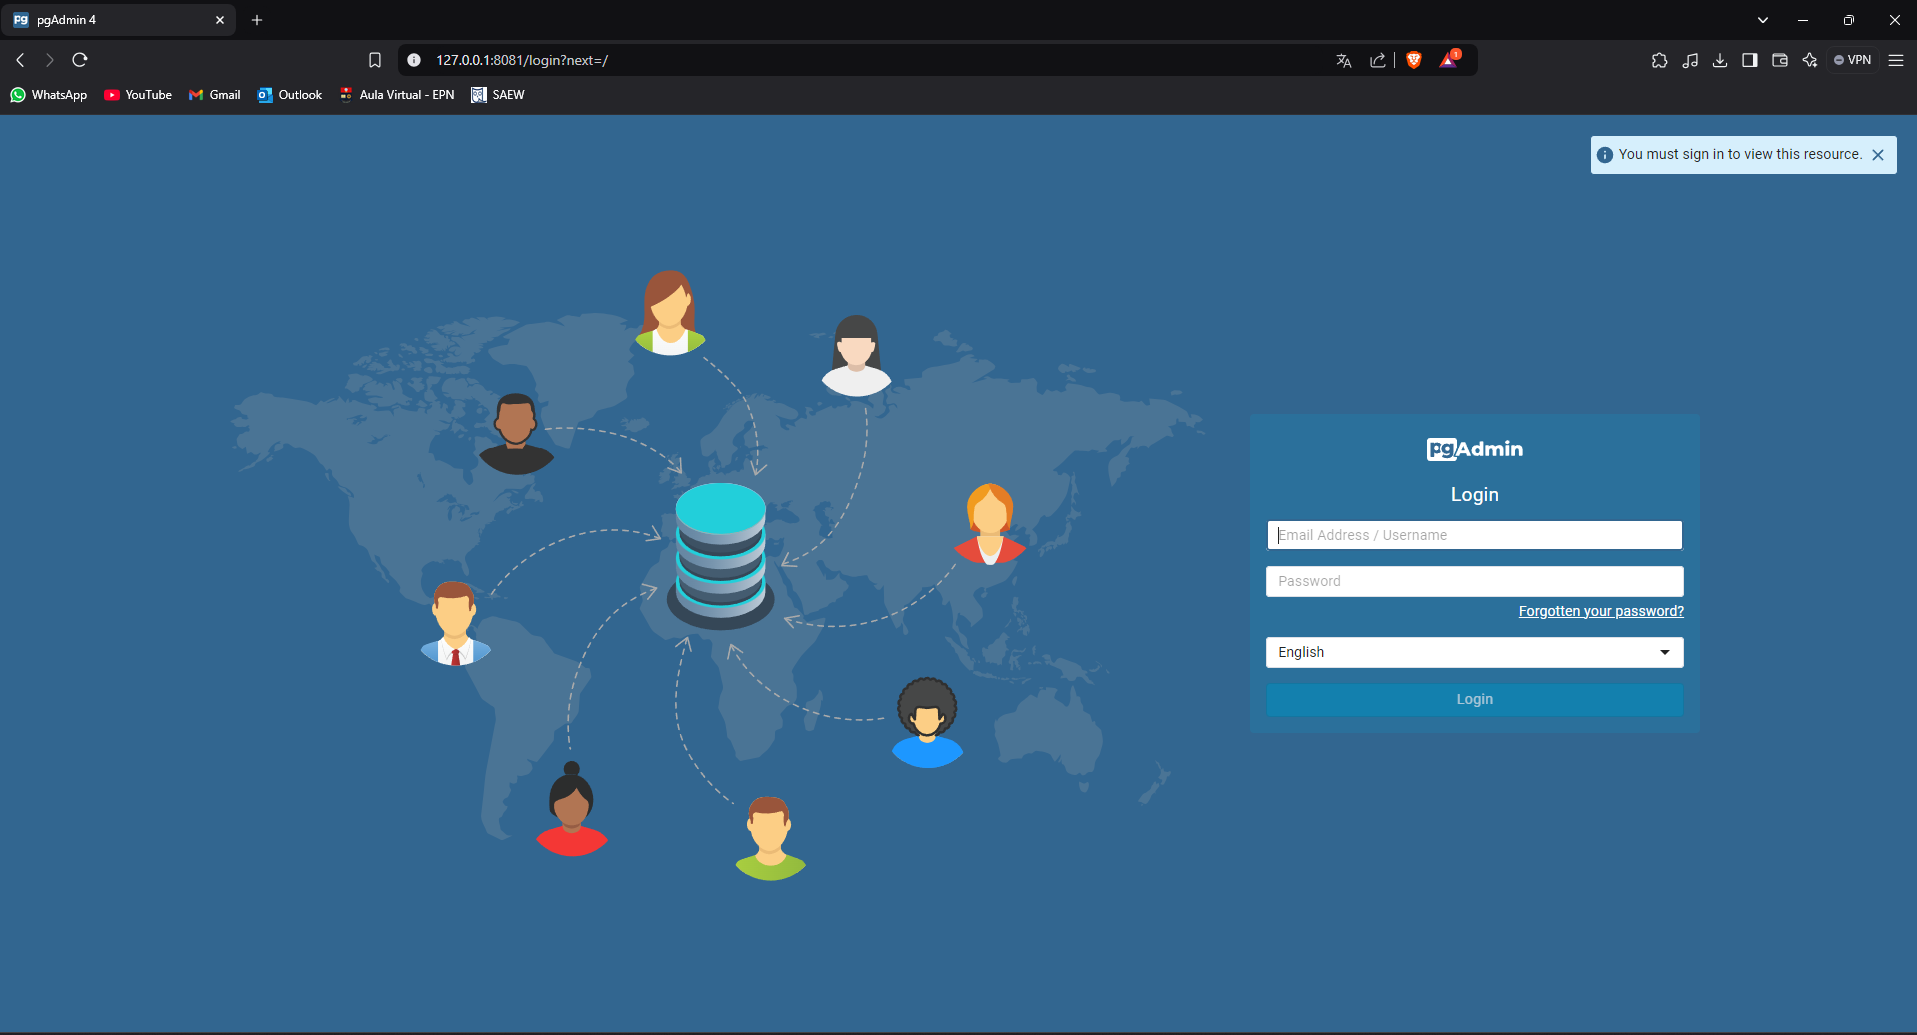 pgAdmin 4
127.0.0.1:8081/login?next=/
1
VPN
WhatsApp YouTube Gmail Outlook Aula Virtual - EPN SAEW
You must sign in to view this resource.
pgAdmin
Login
Email Address / Username
Password
Forgotten your password?
English
Login